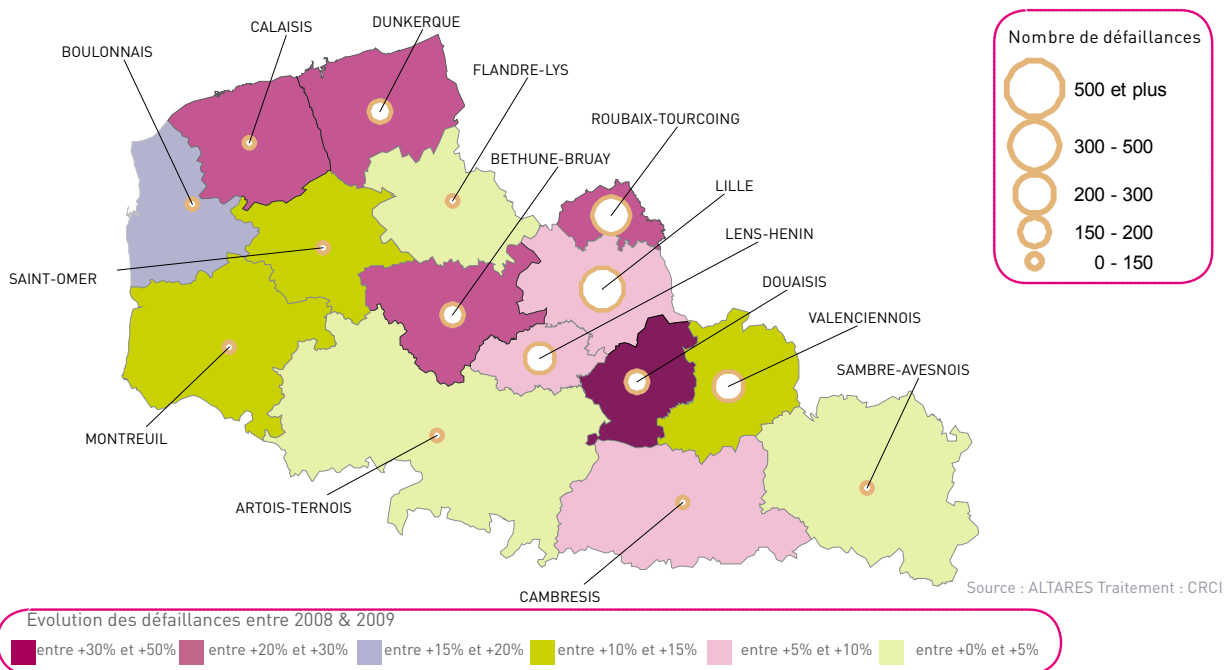 DUNKERQUE
CALAISIS
BOULONNAIS
FLANDRE-LYS
ROUBAIX-TOURCOING
BETHUNE-BRUAY
LILLE
LENS-HENIN
SAINT-OMER
DOUAISIS
VALENCIENNOIS
SAMBRE-AVESNOIS
MONTREUIL
ARTOIS-TERNOIS
CAMBRESIS
Nombre de défaillances
500 et plus
300 - 500
200 - 300
150 - 200
0 - 150
Source : ALTARES Traitement : CRCI
Evolution des défaillances entre 2008 & 2009
entre +30% et +50% entre +20% et +30% entre +15% et +20% entre +10% et +15% entre +5% et +10% entre +0% et +5%